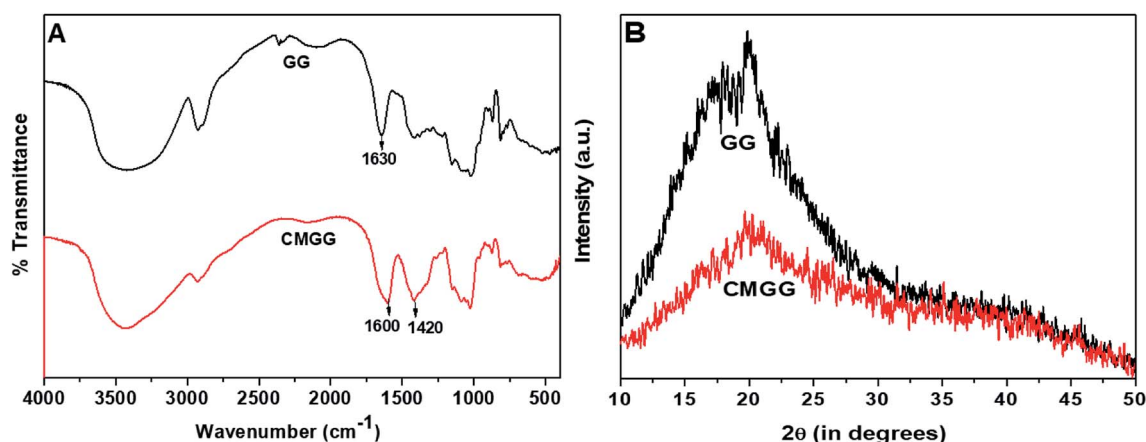 A
GG
1630
CMGG
1600
1420
% Transmittance
4000
3500
3000
2500
2000
1500
1000
500
Wavenumber (cm⁻¹)
B
GG
CMGG
Intensity (a.u.)
10
15
20
25
30
35
40
45
50
2θ (in degrees)